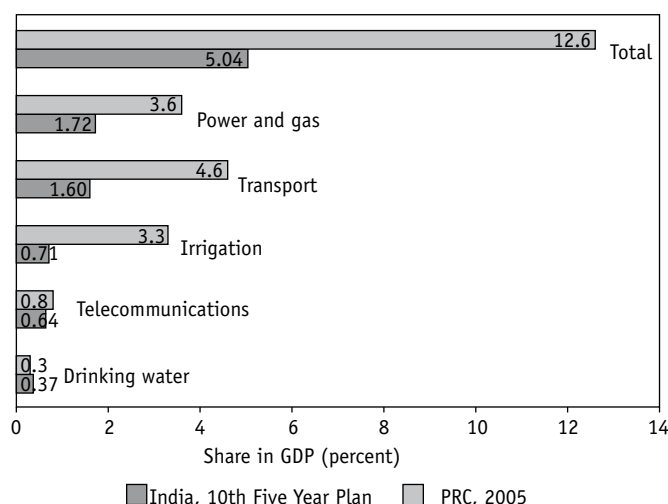 12.6
Total
5.04
3.6
Power and gas
1.72
4.6
Transport
1.60
3.3
Irrigation
0.71
0.8
Telecommunications
0.64
0.3
Drinking water
0.37
0 2 4 6 8 10 12 14
Share in GDP (percent)
India, 10th Five Year Plan PRC, 2005